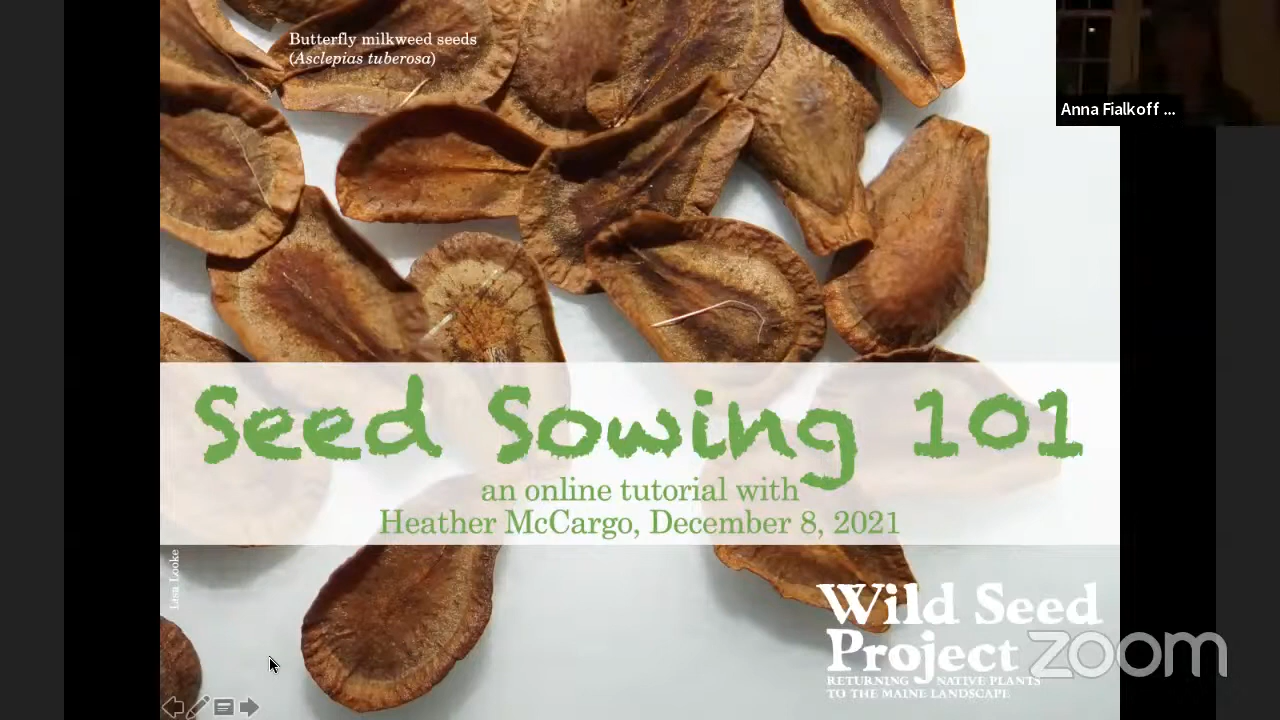 Butterfly milkweed seeds
(Asclepias tuberosa)
Anna Fialkoff ...
Seed Sowing 101
an online tutorial with
Heather McCargo, December 8, 2021
Lisa Looke
Wild Seed
Project
RETURNING NATIVE PLANTS
TO THE MAINE LANDSCAPE
zoom